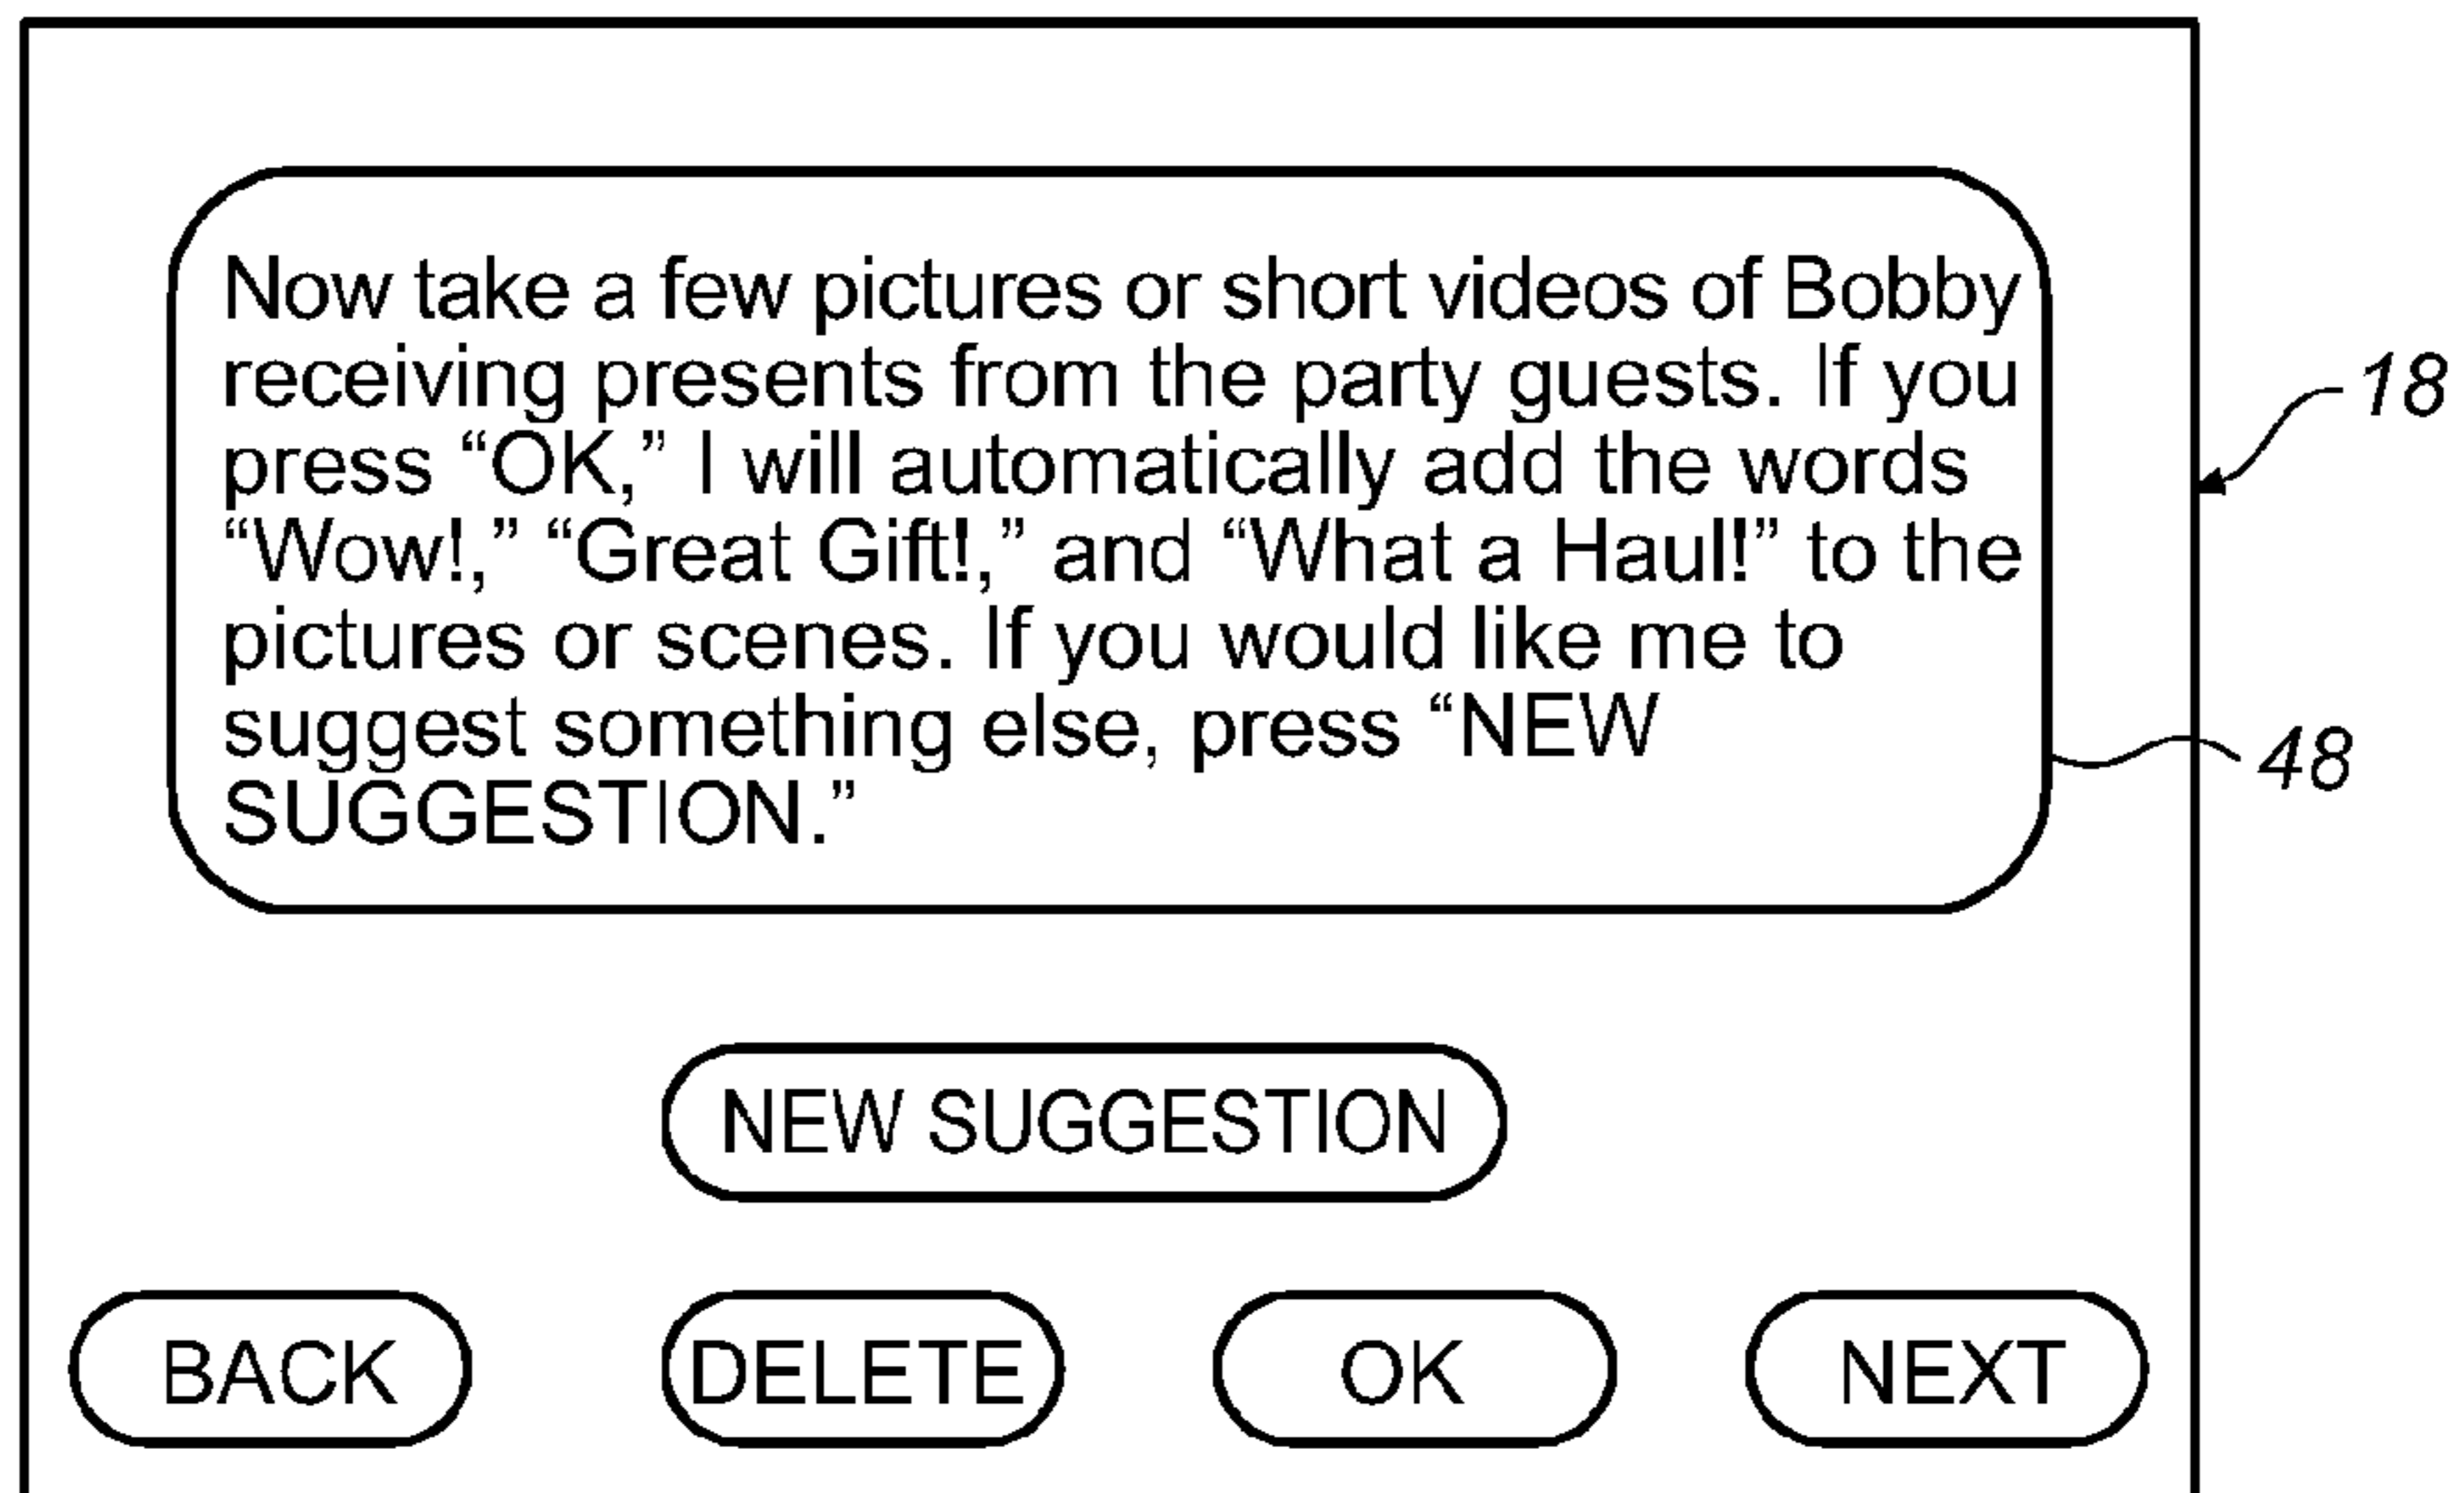 Now take a few pictures or short videos of Bobby
receiving presents from the party guests. If you
press “OK,” I will automatically add the words
“Wow!,” “Great Gift!,” and “What a Haul!” to the
pictures or scenes. If you would like me to
suggest something else, press “NEW
SUGGESTION.”
18
48
NEW SUGGESTION
BACK DELETE OK NEXT